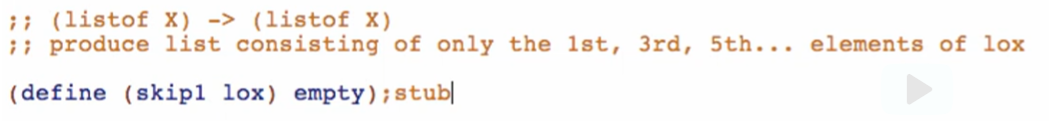 ;; (listof X) -> (listof X)
;; produce list consisting of only the 1st, 3rd, 5th... elements of lox
(define (skip1 lox) empty);stub